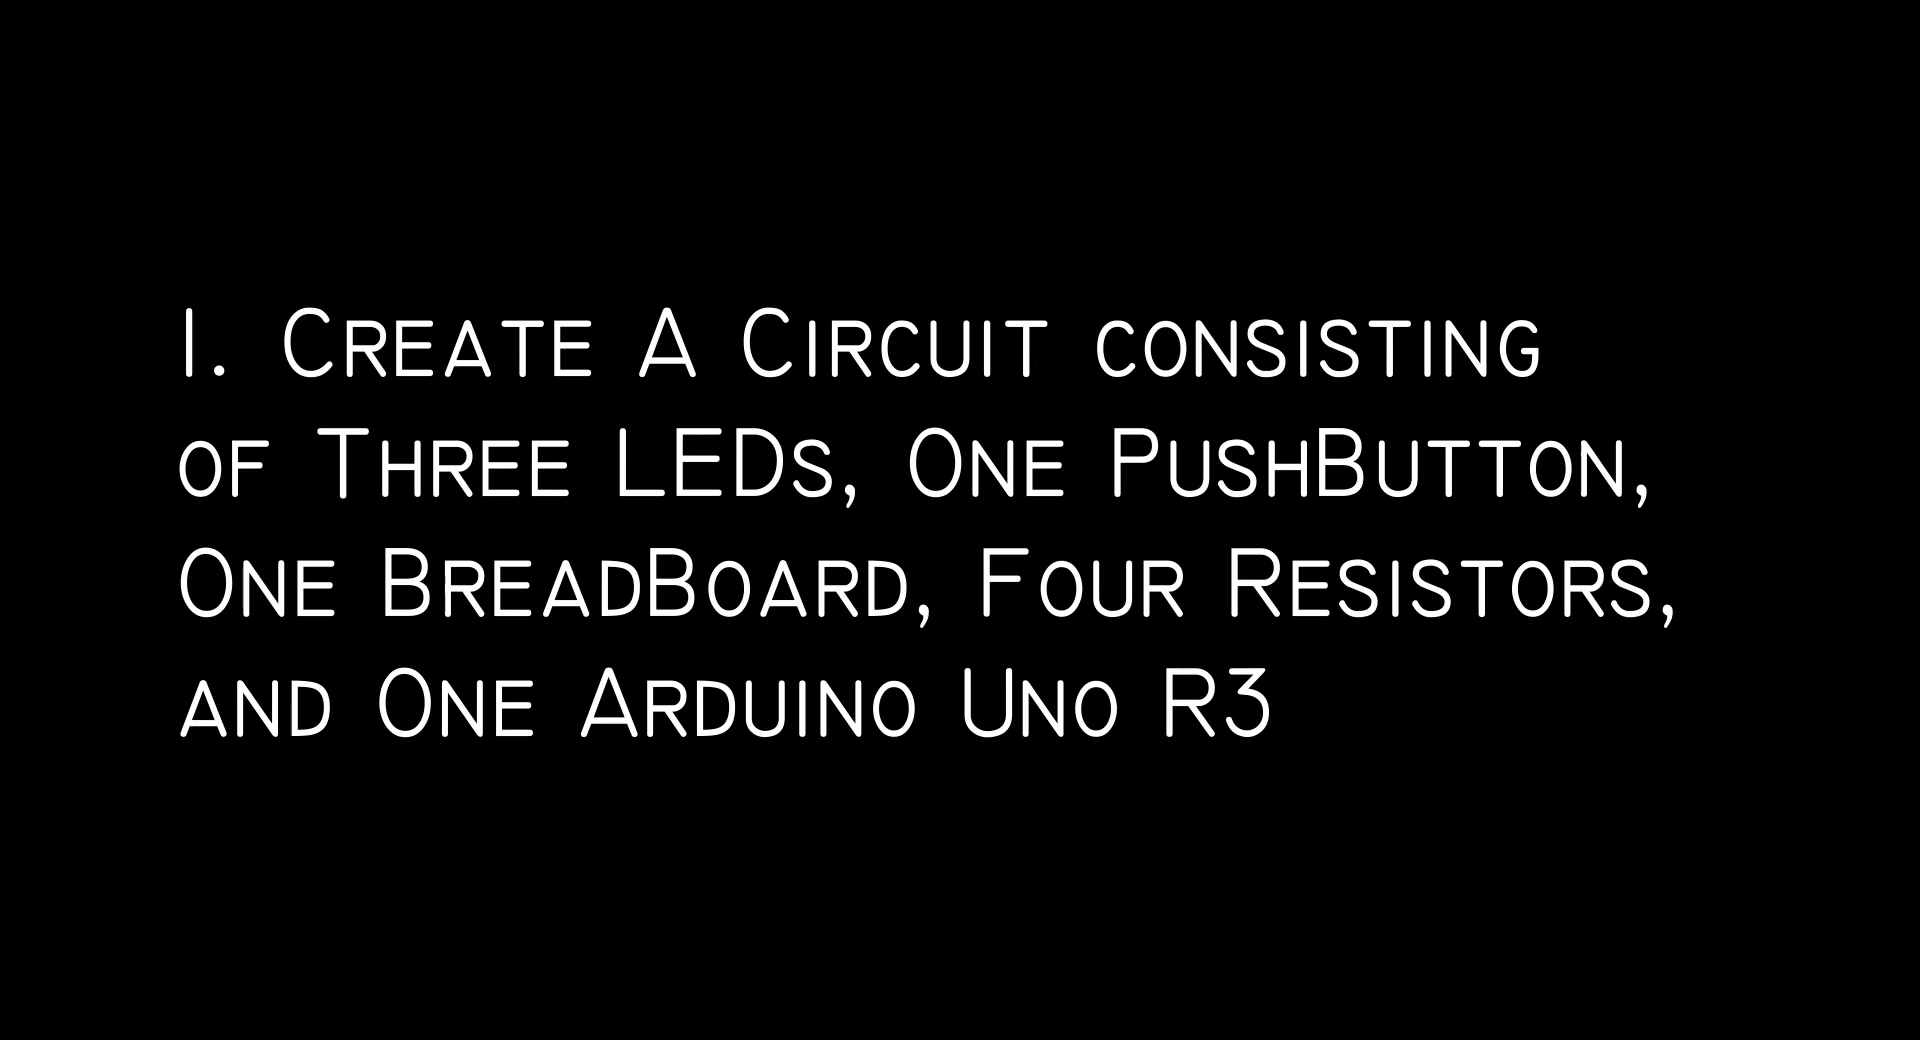 1. Create A Circuit consisting
of Three LEDs, One PushButton,
One BreadBoard, Four Resistors,
and One Arduino Uno R3